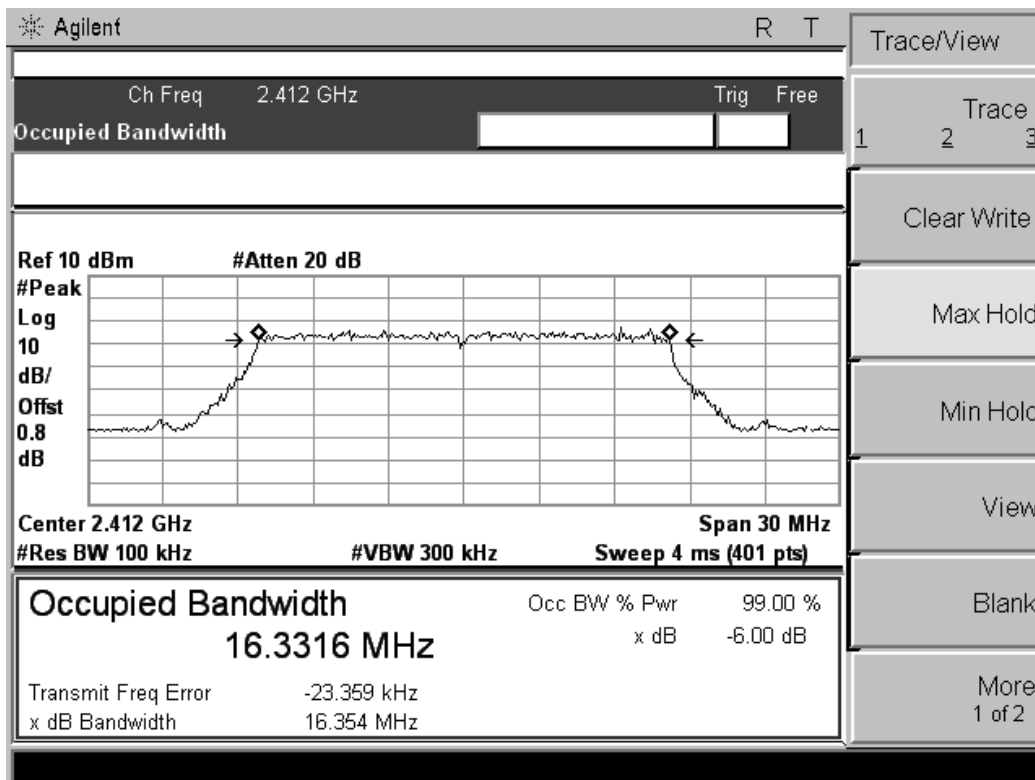 Agilent R T
Trace/View
Ch Freq 2.412 GHz Trig Free
Occupied Bandwidth
Trace
1 2 3
Clear Write
Ref 10 dBm #Atten 20 dB
#Peak
Log
10
dB/
Offst
0.8
dB
Max Hold
Min Hold
View
Center 2.412 GHz Span 30 MHz
#Res BW 100 kHz #VBW 300 kHz Sweep 4 ms (401 pts)
Occupied Bandwidth Occ BW % Pwr 99.00 %
16.3316 MHz x dB -6.00 dB
Blank
Transmit Freq Error -23.359 kHz
x dB Bandwidth 16.354 MHz
More
1 of 2